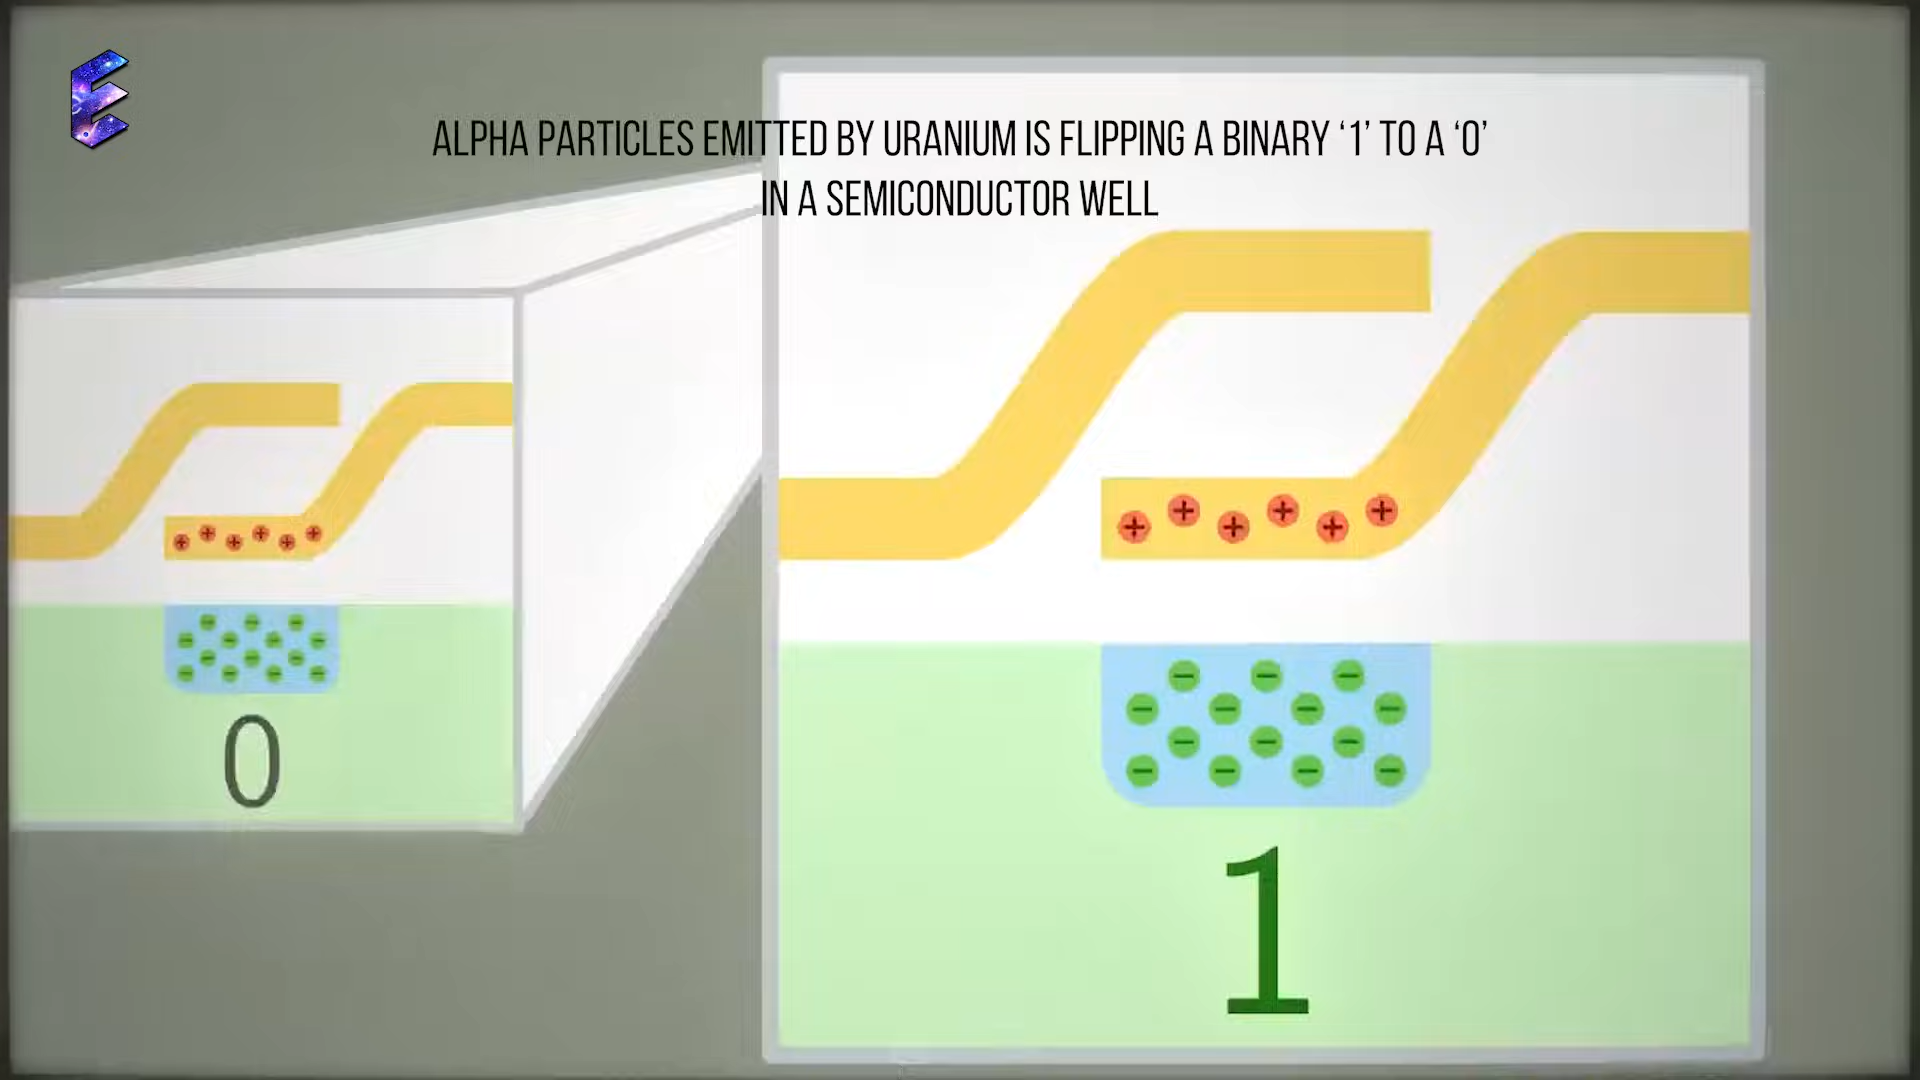 E
ALPHA PARTICLES EMITTED BY URANIUM IS FLIPPING A BINARY ‘1’ TO A ‘0’
IN A SEMICONDUCTOR WELL
0
1